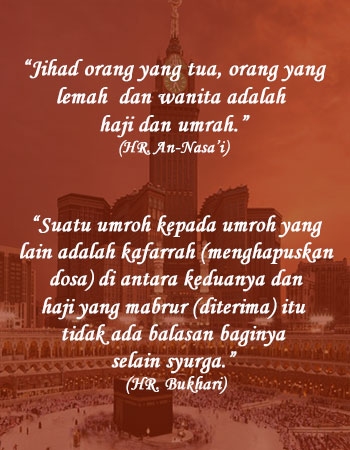 “Jihad orang yang tua, orang yang
lemah dan wanita adalah
haji dan umrah.”
(HR. An-Nasa’i)
“Suatu umroh kepada umroh yang
lain adalah kafarrah (menghapuskan
dosa) di antara keduanya dan
haji yang mabrur (diterima) itu
tidak ada balasan baginya
selain syurga.”
(HR. Bukhari)